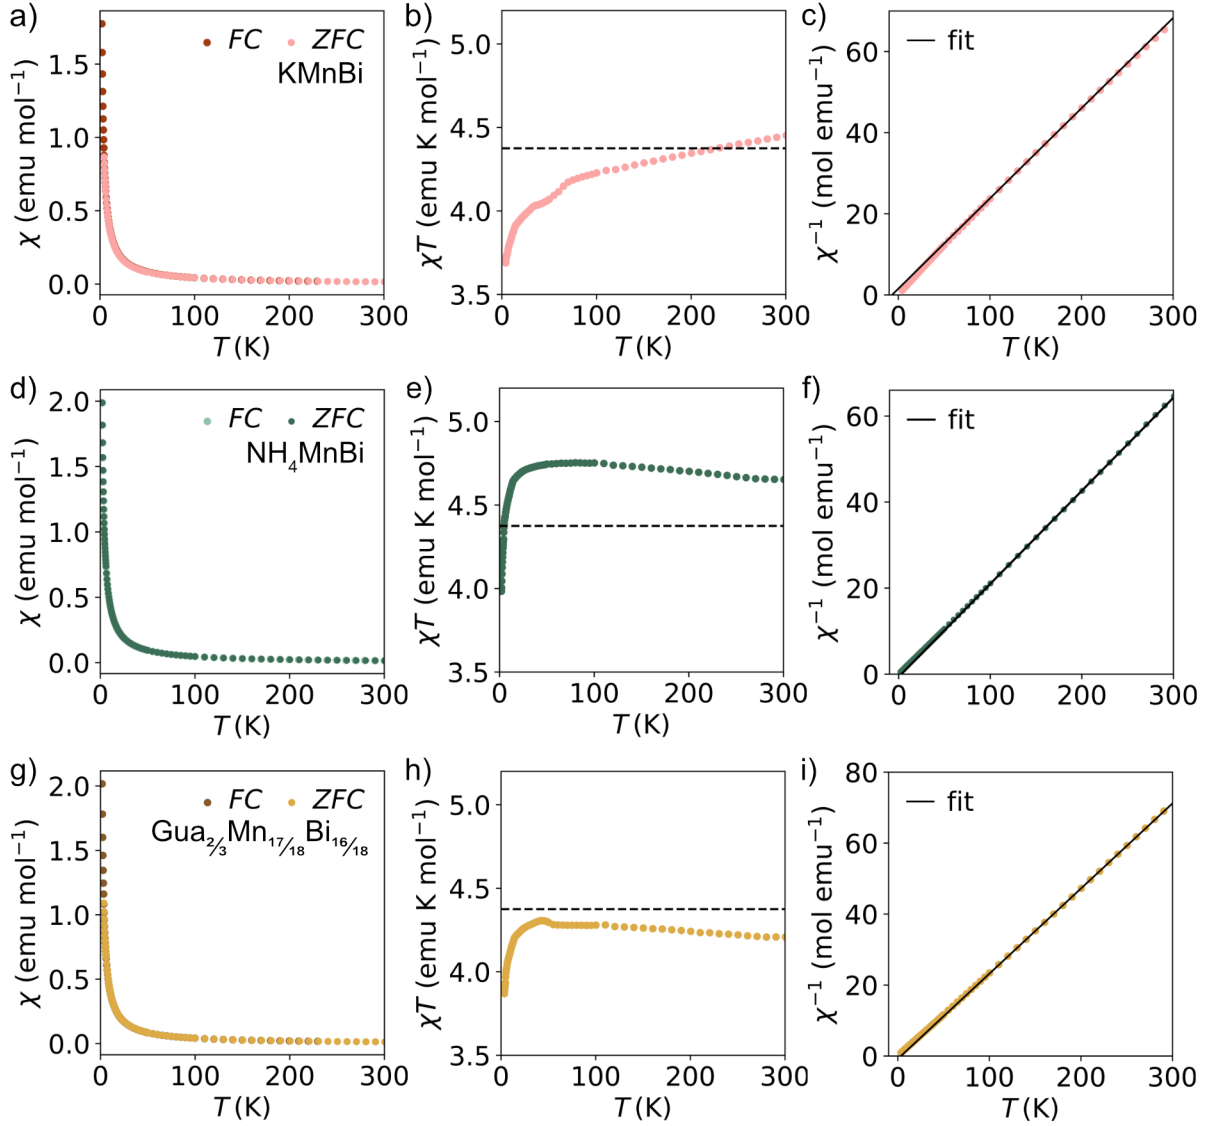 a)
χ (emu mol⁻¹)
1.5
1.0
0.5
0.0
FC ZFC
KMnBi
0 100 200 300
T (K)
b)
χT (emu K mol⁻¹)
5.0
4.5
4.0
3.5
0 100 200 300
T (K)
c)
χ⁻¹ (mol emu⁻¹)
60
40
20
0
fit
0 100 200 300
T (K)
d)
χ (emu mol⁻¹)
2.0
1.5
1.0
0.5
0.0
FC ZFC
NH₄MnBi
0 100 200 300
T (K)
e)
χT (emu K mol⁻¹)
5.0
4.5
4.0
3.5
0 100 200 300
T (K)
f)
χ⁻¹ (mol emu⁻¹)
60
40
20
0
fit
0 100 200 300
T (K)
g)
χ (emu mol⁻¹)
2.0
1.5
1.0
0.5
0.0
FC ZFC
Gua₂⁄₃Mn₁₇⁄₁₈Bi₁₆⁄₁₈
0 100 200 300
T (K)
h)
χT (emu K mol⁻¹)
5.0
4.5
4.0
3.5
0 100 200 300
T (K)
i)
χ⁻¹ (mol emu⁻¹)
80
60
40
20
0
fit
0 100 200 300
T (K)